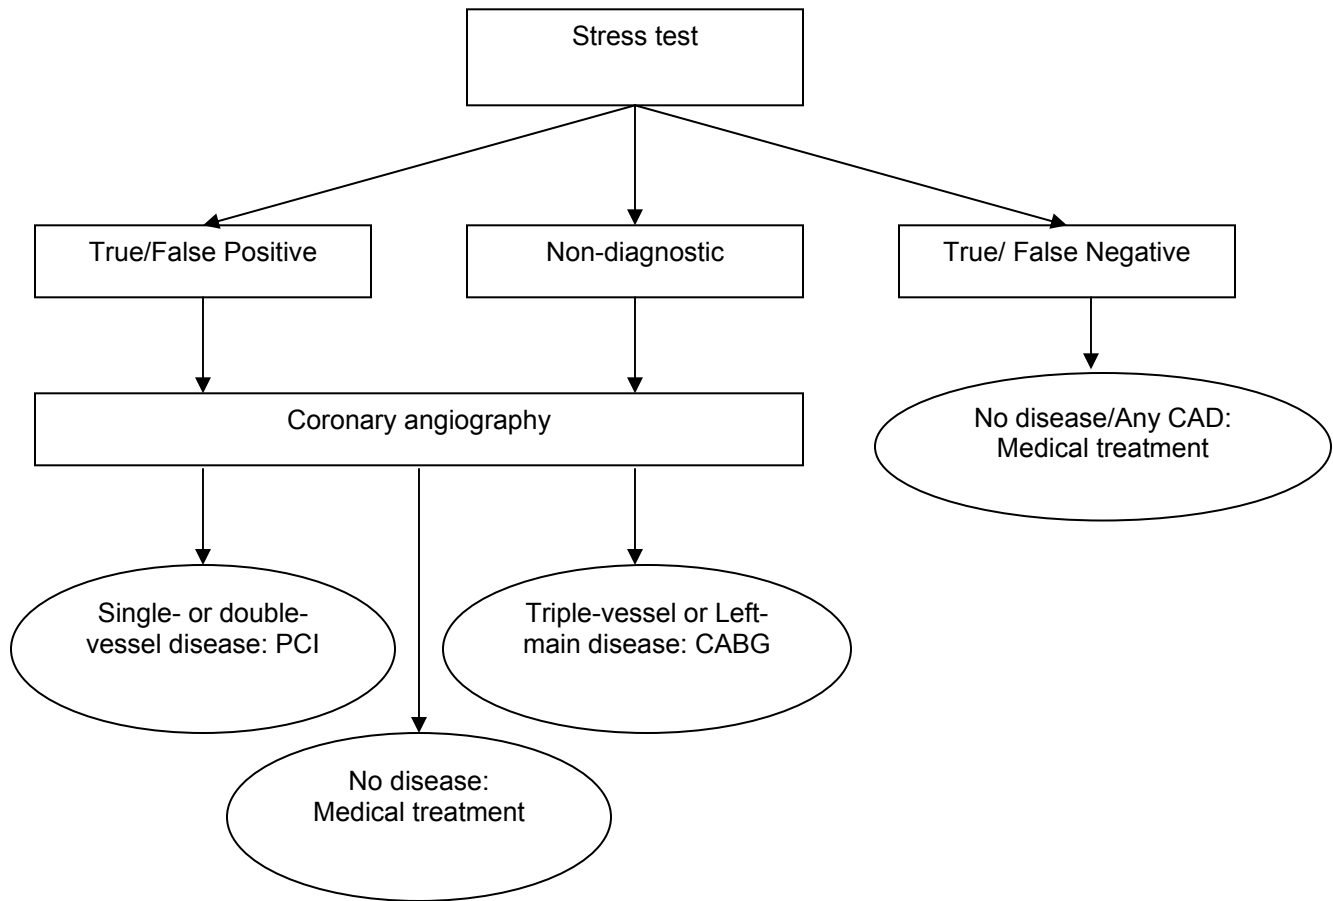 Stress test
True/False Positive
Non-diagnostic
True/ False Negative
Coronary angiography
No disease/Any CAD:
Medical treatment
Single- or double-
vessel disease: PCI
Triple-vessel or Left-
main disease: CABG
No disease:
Medical treatment